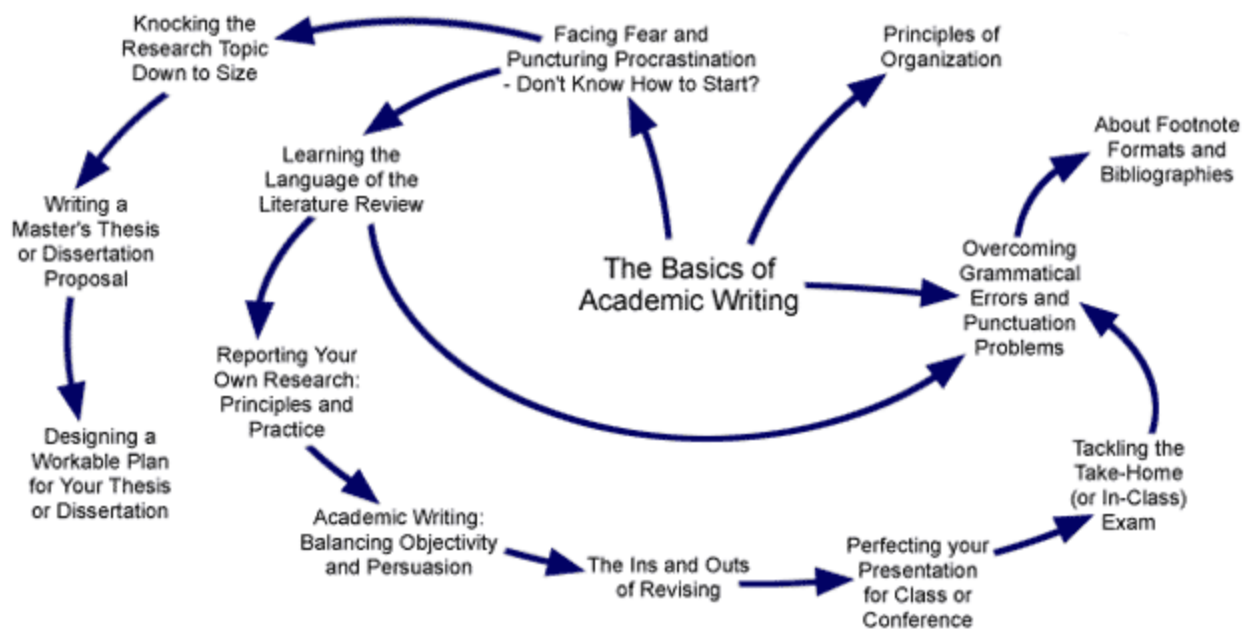 Knocking the
Research Topic
Down to Size
Facing Fear and
Puncturing Procrastination
- Don't Know How to Start?
Principles of
Organization
About Footnote
Formats and
Bibliographies
Learning the
Language of the
Literature Review
Writing a
Master's Thesis
or Dissertation
Proposal
The Basics of
Academic Writing
Overcoming
Grammatical
Errors and
Punctuation
Problems
Reporting Your
Own Research:
Principles and
Practice
Designing a
Workable Plan
for Your Thesis
or Dissertation
Academic Writing:
Balancing Objectivity
and Persuasion
The Ins and Outs
of Revising
Perfecting your
Presentation
for Class or
Conference
Tackling the
Take-Home
(or In-Class)
Exam